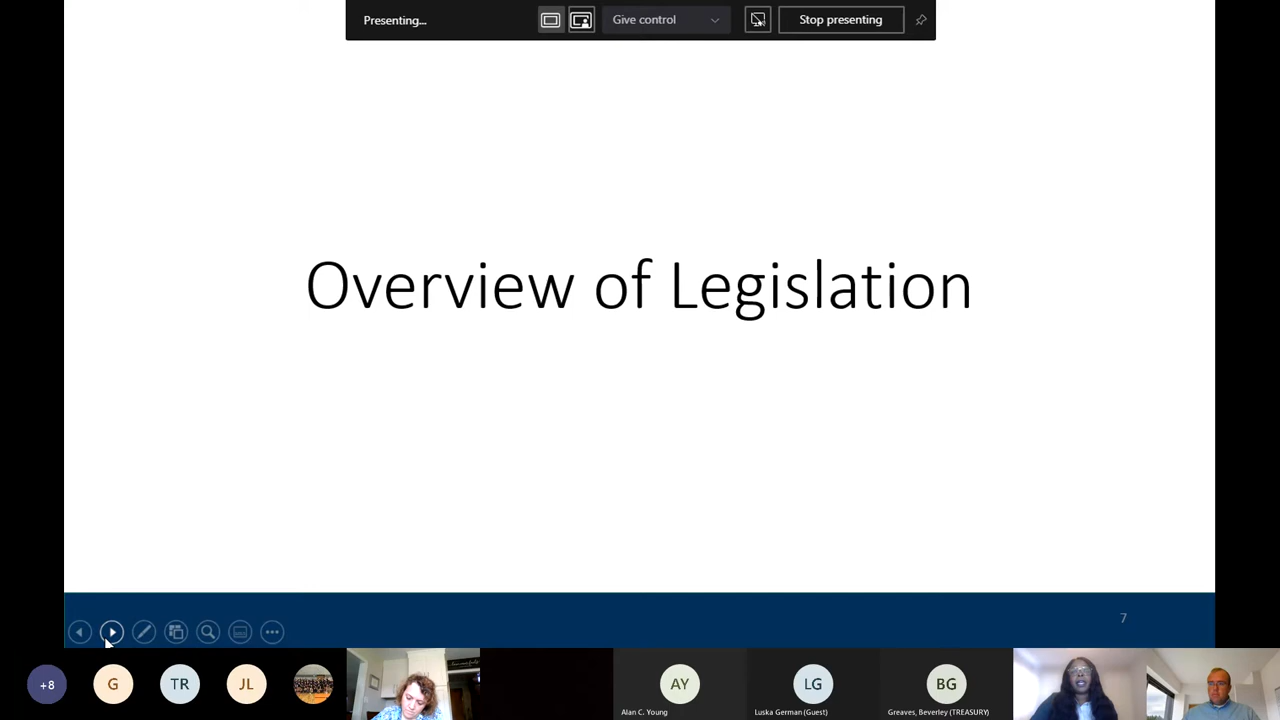 Presenting...
Give control
Stop presenting
Overview of Legislation
7
+8
G
TR
JL
AY
LG
BG
Alan C. Young
Luska German (Guest)
Greaves, Beverley (TREASURY)